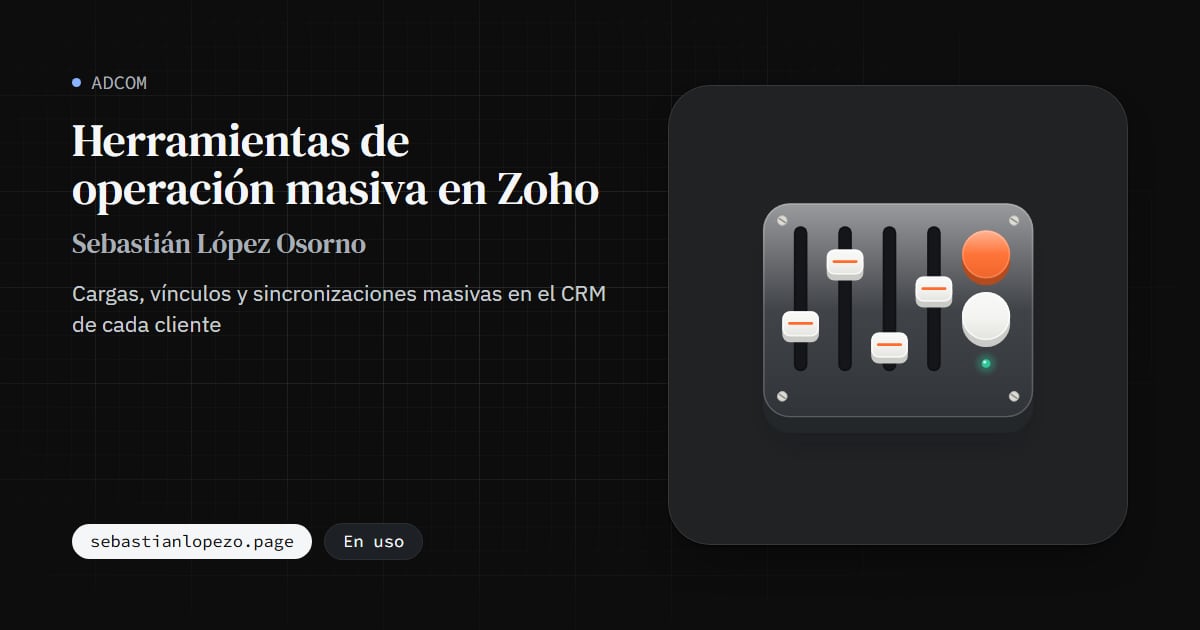 ADCOM
Herramientas de
operación masiva en Zoho
Sebastián López Osorno
Cargas, vínculos y sincronizaciones masivas en el CRM
de cada cliente
sebastianlopezo.page
En uso